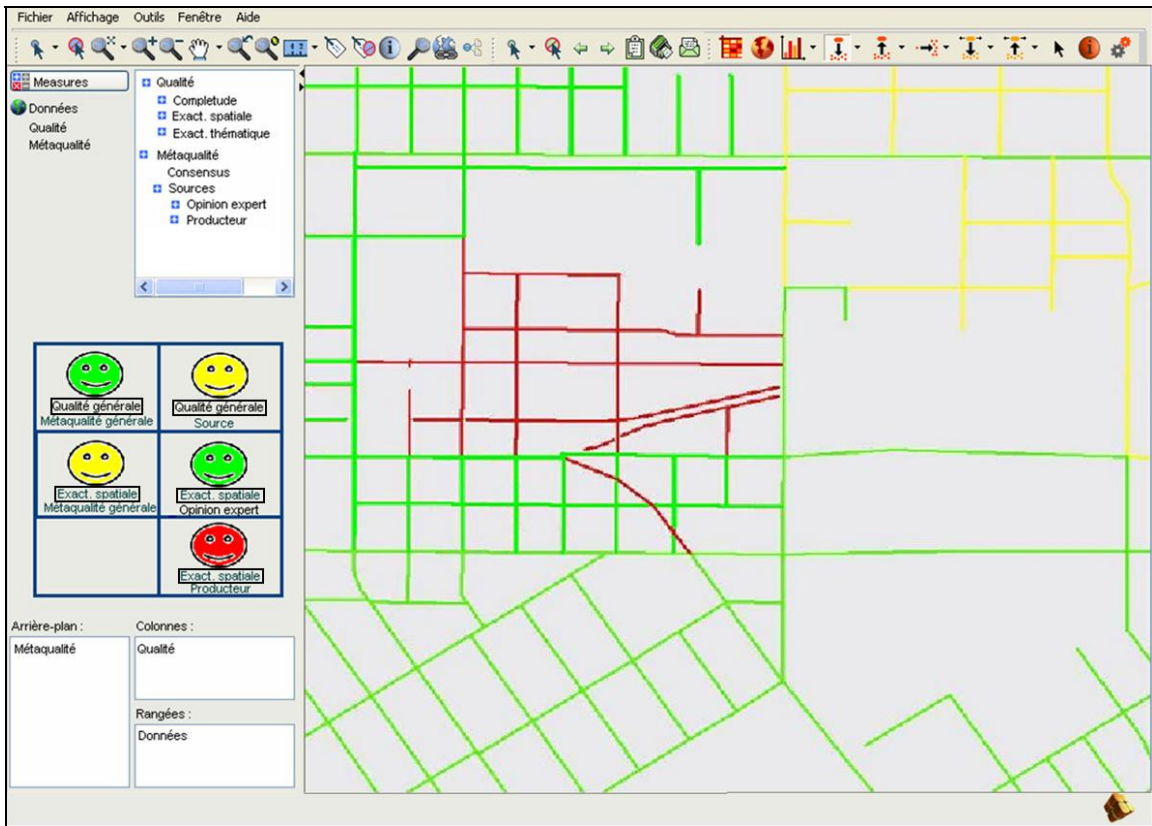 Fichier Affichage Outils Fenêtre Aide
Measures
Données
Qualité
Métaqualité
Qualité
Completude
Exact. spatiale
Exact. thématique
Métaqualité
Consensus
Sources
Opinion expert
Producteur
Qualité générale
Métaqualité générale
Qualité générale
Source
Exact. spatiale
Métaqualité générale
Exact. spatiale
Opinion expert
Exact. spatiale
Producteur
Arrière-plan :
Métaqualité
Colonnes :
Qualité
Rangées :
Données